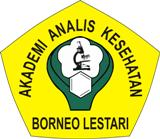 AKADEMI ANALIS KESEHATAN
BORNEO LESTARI